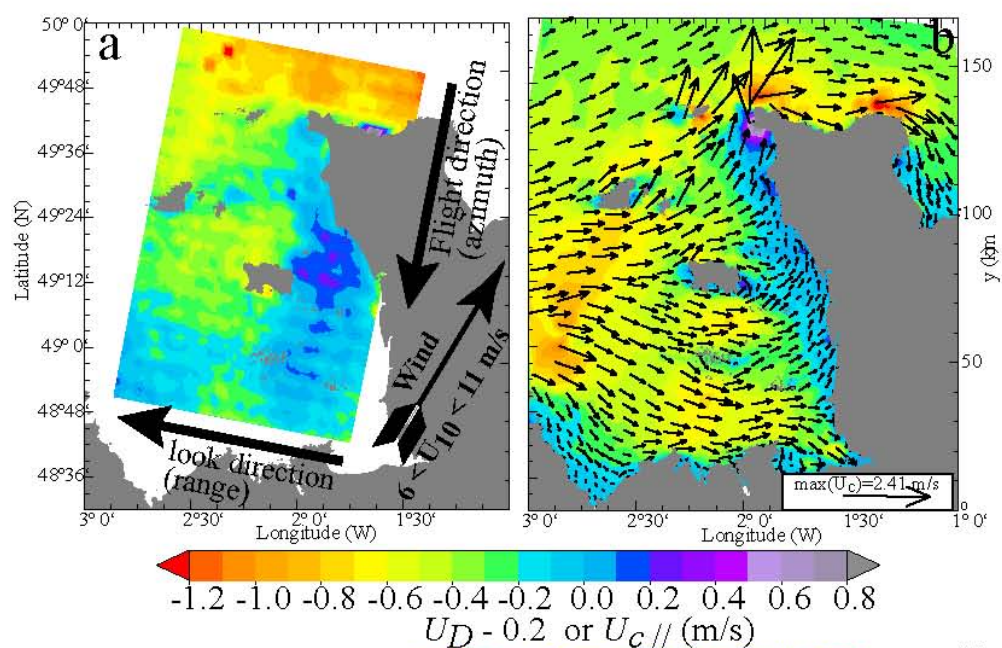 a
50° 0'
49°48
49°36
49°24
49°12
49° 0
48°48
48°36
Latitude (N)
3° 0'
2°30'
2° 0'
1°30'
Longitude (W)
Flight direction
(azimuth)
Wind
6 < U10 < 11 m/s
look direction
(range)
b
150
100
50
0
y (km)
max(Uc)=2.41 m/s
3° 0'
2°30'
2° 0'
1°30'
1° 0'
Longitude (W)
-1.2 -1.0 -0.8 -0.6 -0.4 -0.2 0.0 0.2 0.4 0.6 0.8
UD - 0.2 or Uc // (m/s)